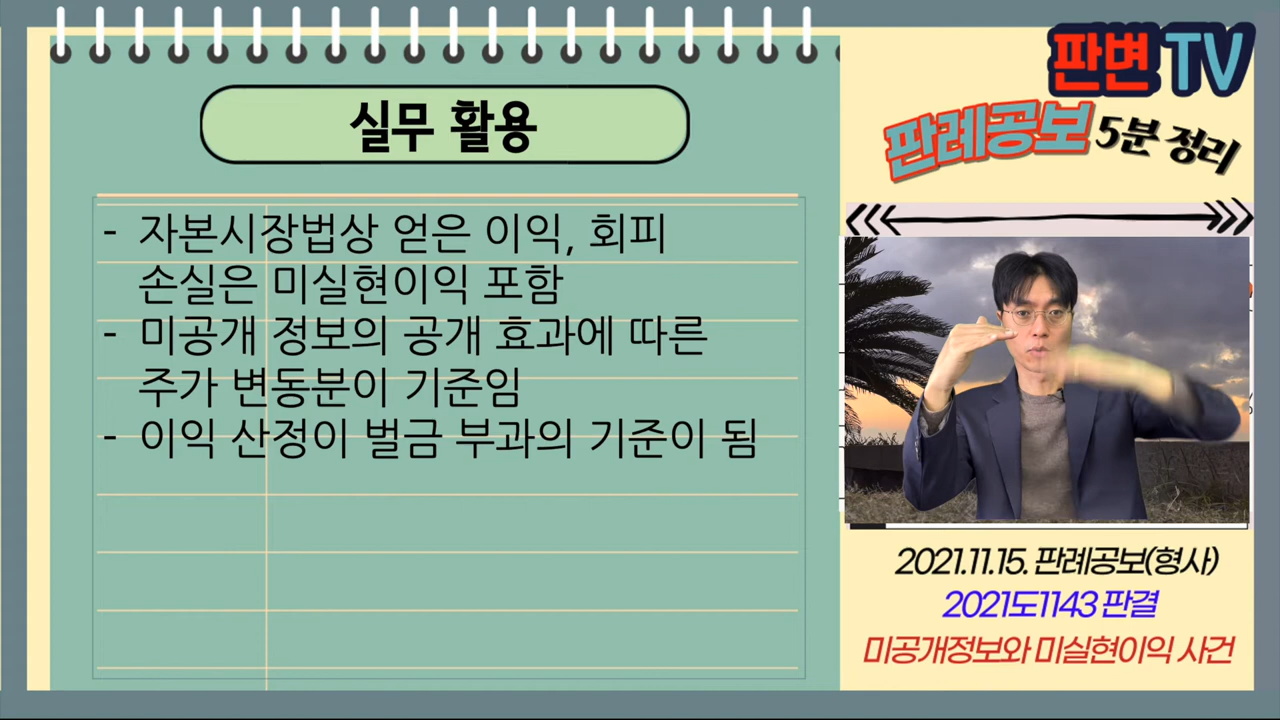 실무 활용
- 자본시장법상 얻은 이익, 회피
손실은 미실현이익 포함
- 미공개 정보의 공개 효과에 따른
주가 변동분이 기준임
- 이익 산정이 벌금 부과의 기준이 됨
판변 TV
판례공보 5분 정리
2021.11.15. 판례공보(형사)
2021도1143 판결
미공개정보와 미실현이익 사건